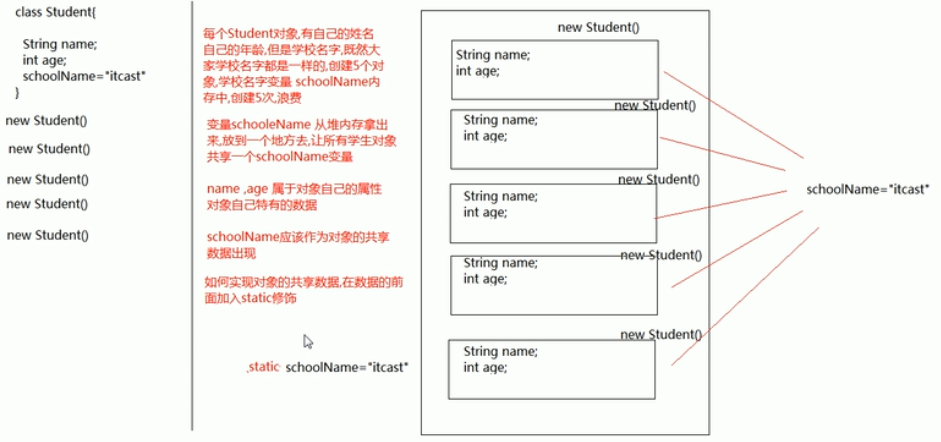 class Student{
String name;
int age;
schoolName="itcast"
}
new Student()
new Student()
new Student()
new Student()
new Student()
每个Student对象,有自己的姓名
自己的年龄,但是学校名字,既然大
家学校名字都是一样的,创建5个对
象,学校名字变量 schoolName内
存中,创建5次,浪费
变量schooleName 从堆内存拿出
来,放到一个地方去,让所有学生对象
共享一个schoolName变量
name ,age 属于对象自己的属性
对象自己特有的数据
schoolName应该作为对象的共享
数据出现
如何实现对象的共享数据,在数据的前
面加入static修饰
static schoolName="itcast"
new Student()
String name;
int age;
new Student()
String name;
int age;
new Student()
String name;
int age;
new Student()
String name;
int age;
new Student()
String name;
int age;
schoolName="itcast"